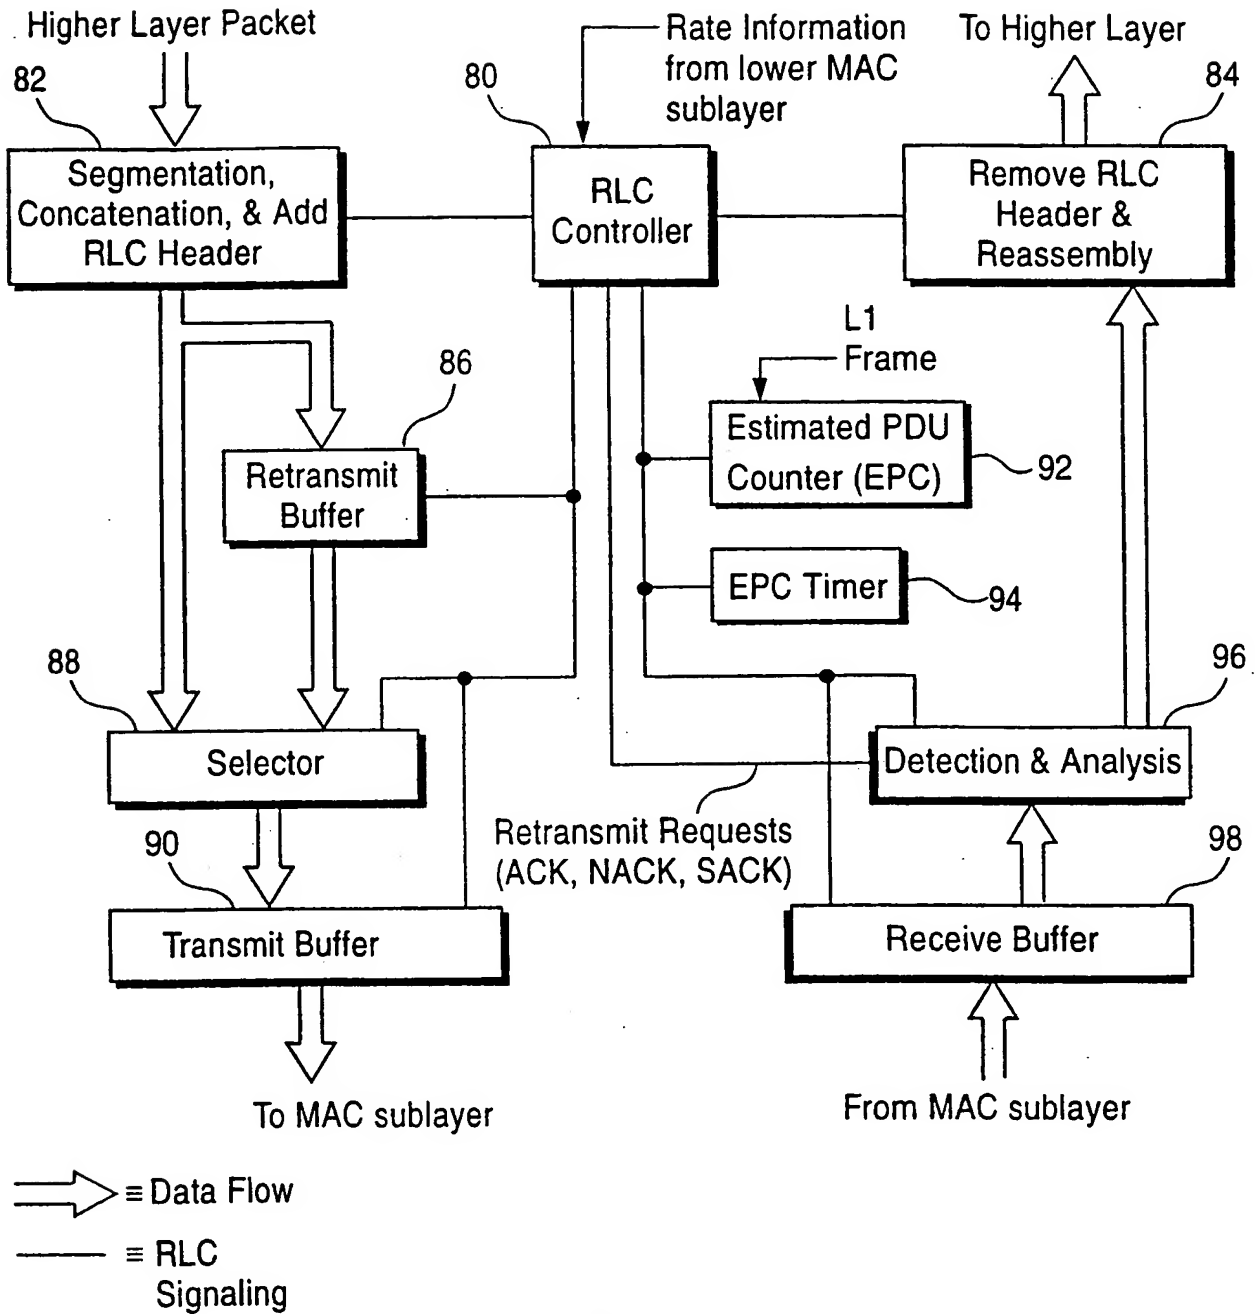 Higher Layer Packet
82
Segmentation,
Concatenation, & Add
RLC Header
80
RLC
Controller
Rate Information
from lower MAC
sublayer
To Higher Layer
84
Remove RLC
Header &
Reassembly
L1
Frame
86
Retransmit
Buffer
Estimated PDU
Counter (EPC)
92
EPC Timer
94
88
Selector
96
Detection & Analysis
Retransmit Requests
(ACK, NACK, SACK)
90
Transmit Buffer
98
Receive Buffer
To MAC sublayer
From MAC sublayer
≡ Data Flow
≡ RLC
Signaling